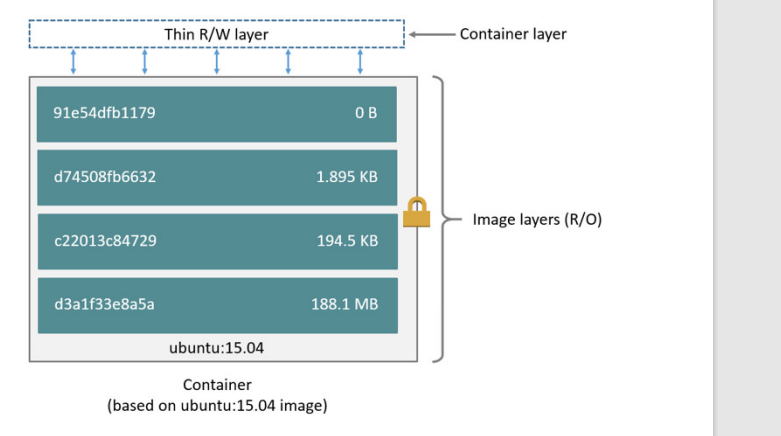 Thin R/W layer
Container layer
91e54dfb1179 0 B
d74508fb6632 1.895 KB
c22013c84729 194.5 KB
Image layers (R/O)
d3a1f33e8a5a 188.1 MB
ubuntu:15.04
Container
(based on ubuntu:15.04 image)